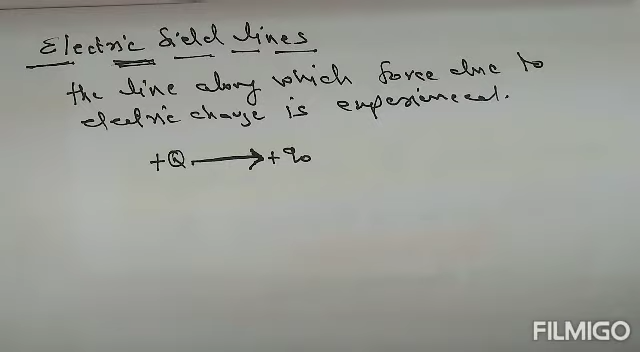 Electric field lines
the line along which force due to
electric charge is experienced.
+Q → +q₀
FILMIGO